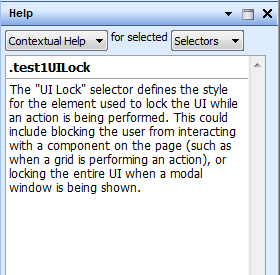 Help
Contextual Help for selected Selectors
.test1UILock
The "UI Lock" selector defines the style
for the element used to lock the UI while
an action is being performed. This could
include blocking the user from interacting
with a component on the page (such as
when a grid is performing an action), or
locking the entire UI when a modal
window is being shown.